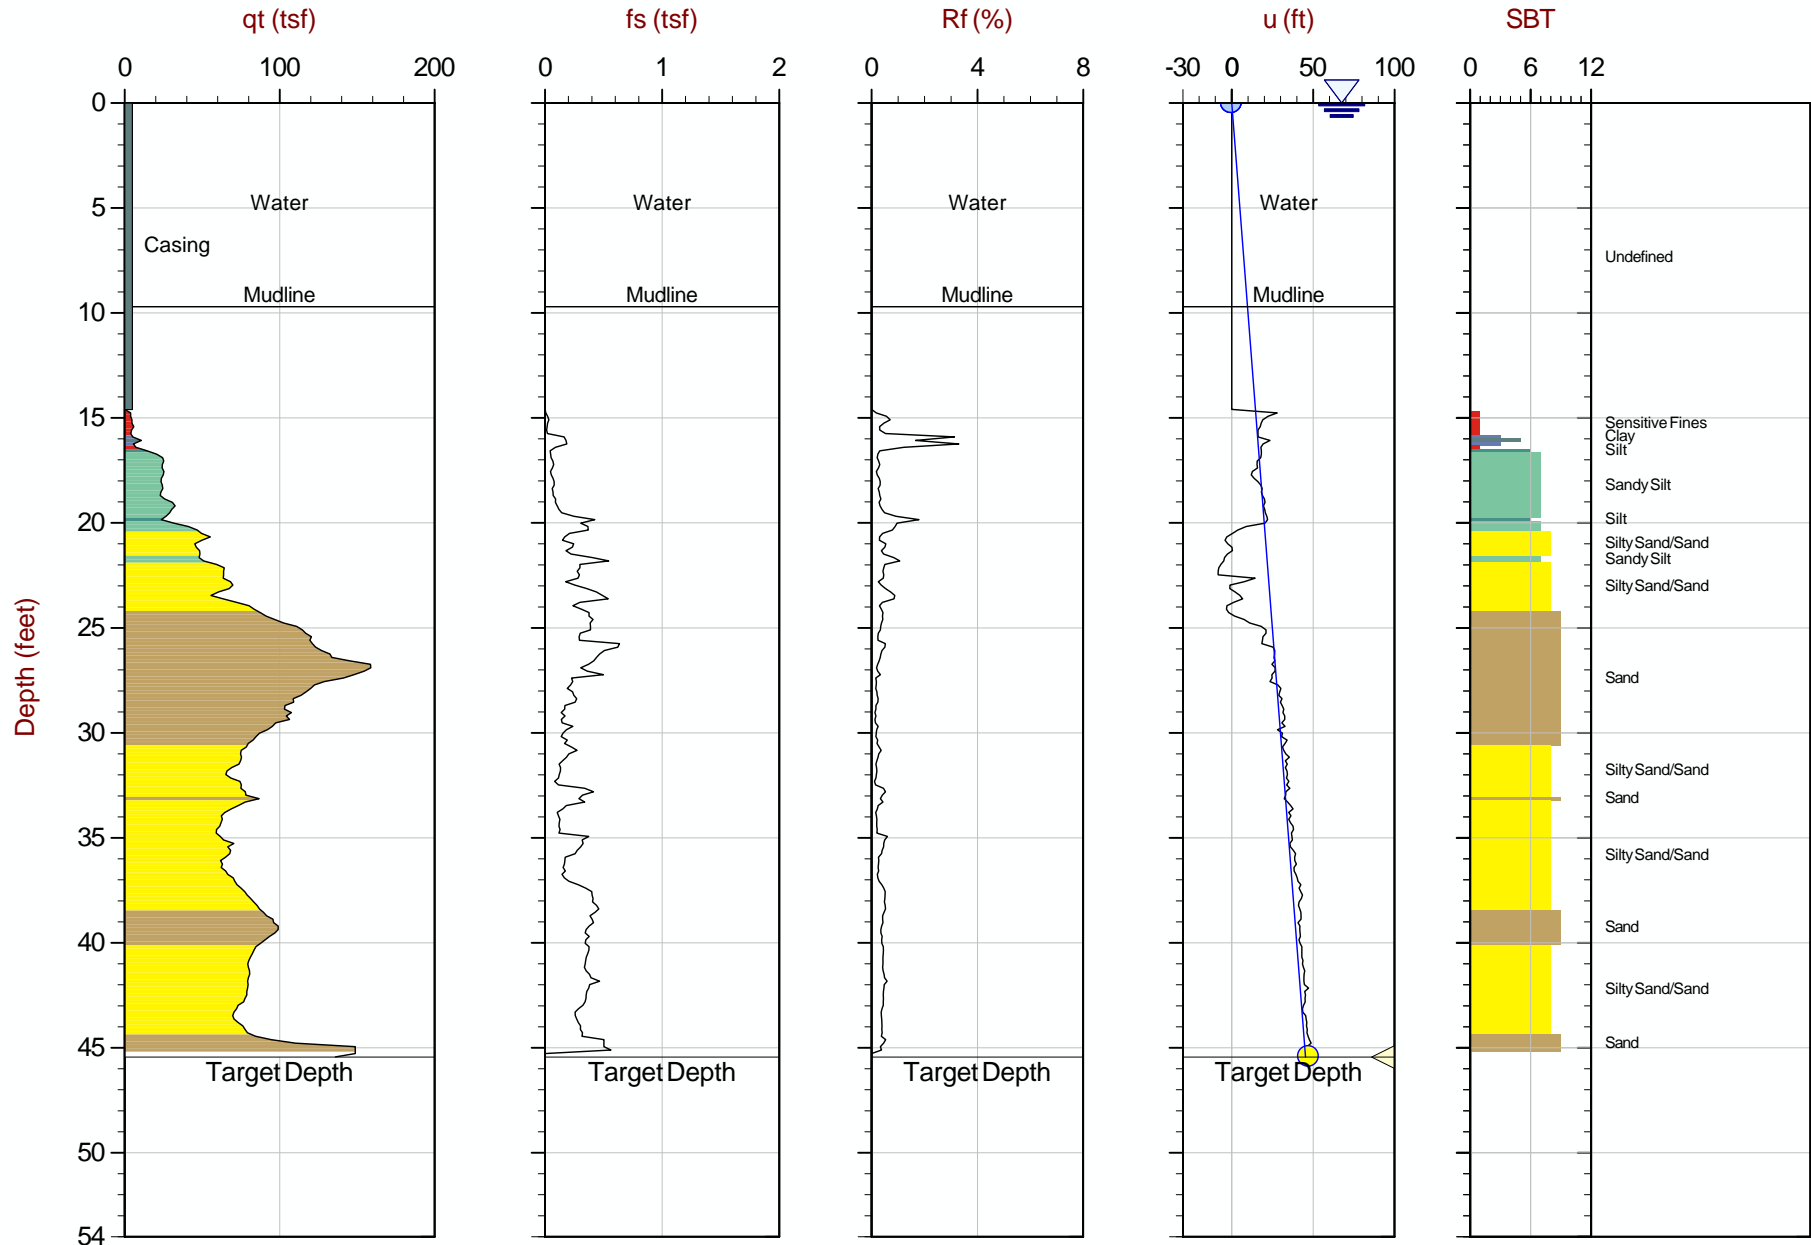 qt (tsf) fs (tsf) Rf (%) u (ft) SBT
0 100 200 0 1 2 0 4 8 -30 0 50 100 0 6 12
0
Water Water Water Water
5
Casing
Undefined
Mudline Mudline Mudline Mudline
10
15
Sensitive Fines
Clay
Silt
Sandy Silt
20
Silt
Silty Sand/Sand
Sandy Silt
Silty Sand/Sand
25
Depth (feet)
Sand
30
Silty Sand/Sand
Sand
35
Silty Sand/Sand
Sand
40
Silty Sand/Sand
45
Sand
Target Depth Target Depth Target Depth Target Depth
50
54